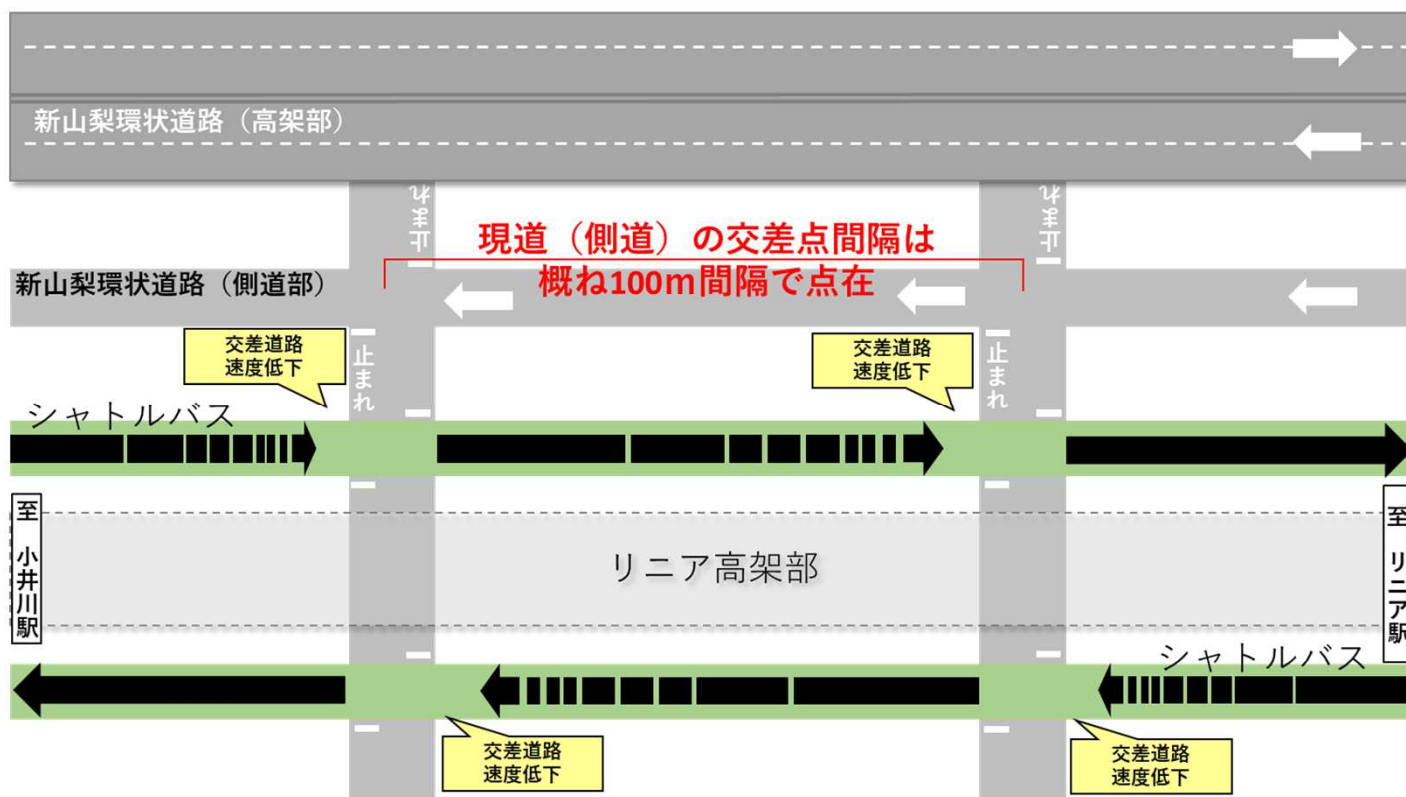 新山梨環状道路（高架部）
止まれ
止まれ
現道（側道）の交差点間隔は
概ね100m間隔で点在
新山梨環状道路（側道部）
交差道路
速度低下
交差道路
速度低下
止まれ
止まれ
シャトルバス
至　小井川駅
リニア高架部
至　リニア駅
シャトルバス
交差道路
速度低下
交差道路
速度低下